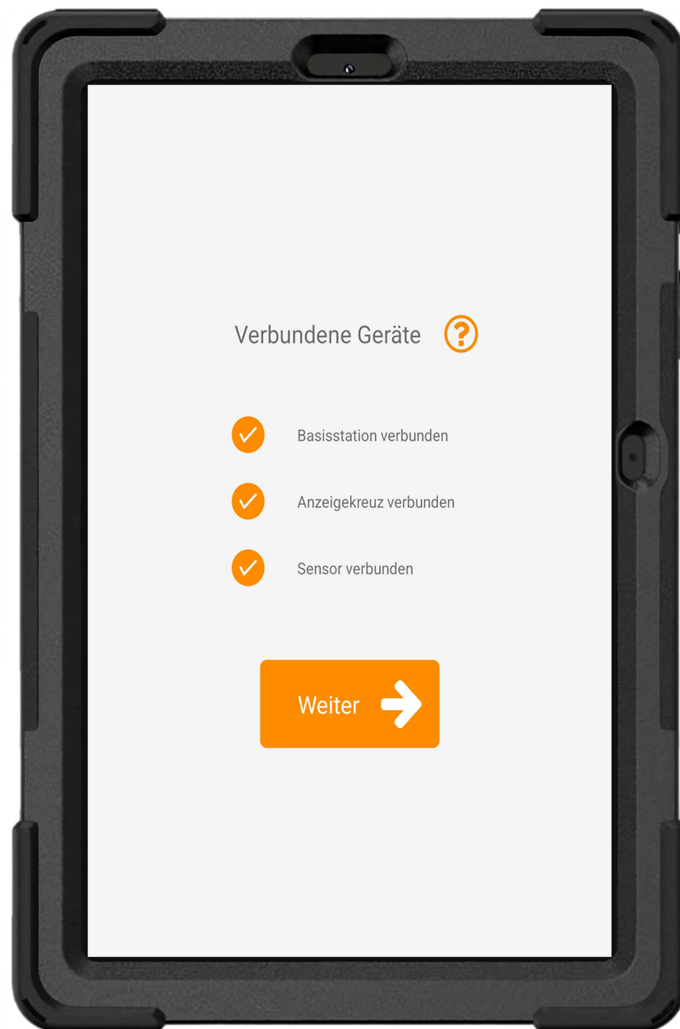 Verbundene Geräte
Basisstation verbunden
Anzeigekreuz verbunden
Sensor verbunden
Weiter